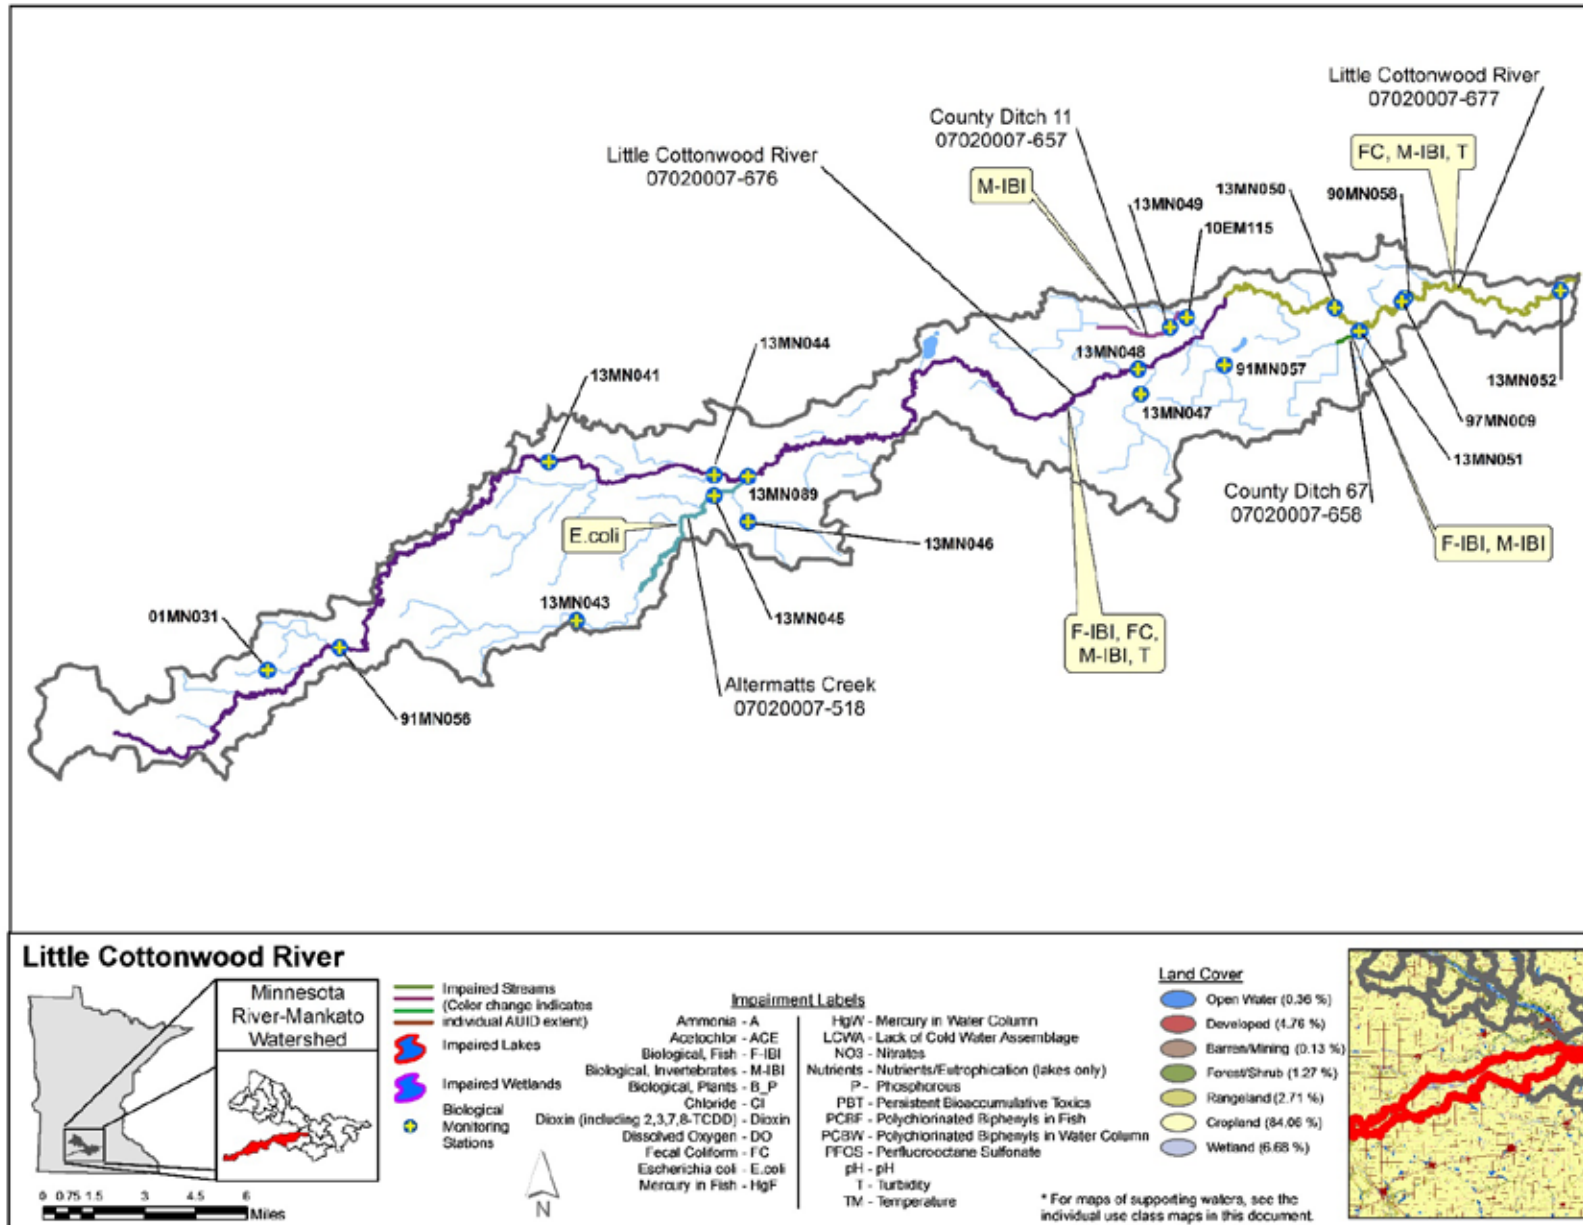 Little Cottonwood River
07020007-677
County Ditch 11
07020007-657
FC, M-IBI, T
Little Cottonwood River
07020007-676
M-IBI
13MN050
90MN058
13MN049
10EM115
13MN044
13MN048
13MN041
91MN057
13MN052
13MN047
97MN009
13MN051
13MN089
County Ditch 67
07020007-658
E.coli
13MN046
F-IBI, M-IBI
13MN043
01MN031
13MN045
F-IBI, FC,
M-IBI, T
Altermatts Creek
07020007-518
91MN056
Little Cottonwood River
Minnesota
River-Mankato
Watershed
0 0.75 1.5 3 4.5 6
Miles
Impaired Streams
(Color change indicates
individual AUID extent)
Impaired Lakes
Impaired Wetlands
Biological
Monitoring
Stations
N
Impairment Labels
Ammonia - A
Acetochlor - ACE
Biological, Fish - F-IBI
Biological, Invertebrates - M-IBI
Biological, Plants - B_P
Chloride - Cl
Dioxin (including 2,3,7,8-TCDD) - Dioxin
Dissolved Oxygen - DO
Fecal Coliform - FC
Escherichia coli - E.coli
Mercury in Fish - HgF
HgW - Mercury in Water Column
LCWA - Lack of Cold Water Assemblage
NO3 - Nitrates
Nutrients - Nutrients/Eutrophication (lakes only)
P - Phosphorous
PBT - Persistent Bioaccumulative Toxics
PCBF - Polychlorinated Biphenyls in Fish
PCBW - Polychlorinated Biphenyls in Water Column
PFOS - Perfluorooctane Sulfonate
pH - pH
T - Turbidity
TM - Temperature
Land Cover
Open Water (0.36 %)
Developed (4.76 %)
Barren/Mining (0.13 %)
Forest/Shrub (1.27 %)
Rangeland (2.71 %)
Cropland (84.06 %)
Wetland (6.68 %)
* For maps of supporting waters, see the
individual use class maps in this document.